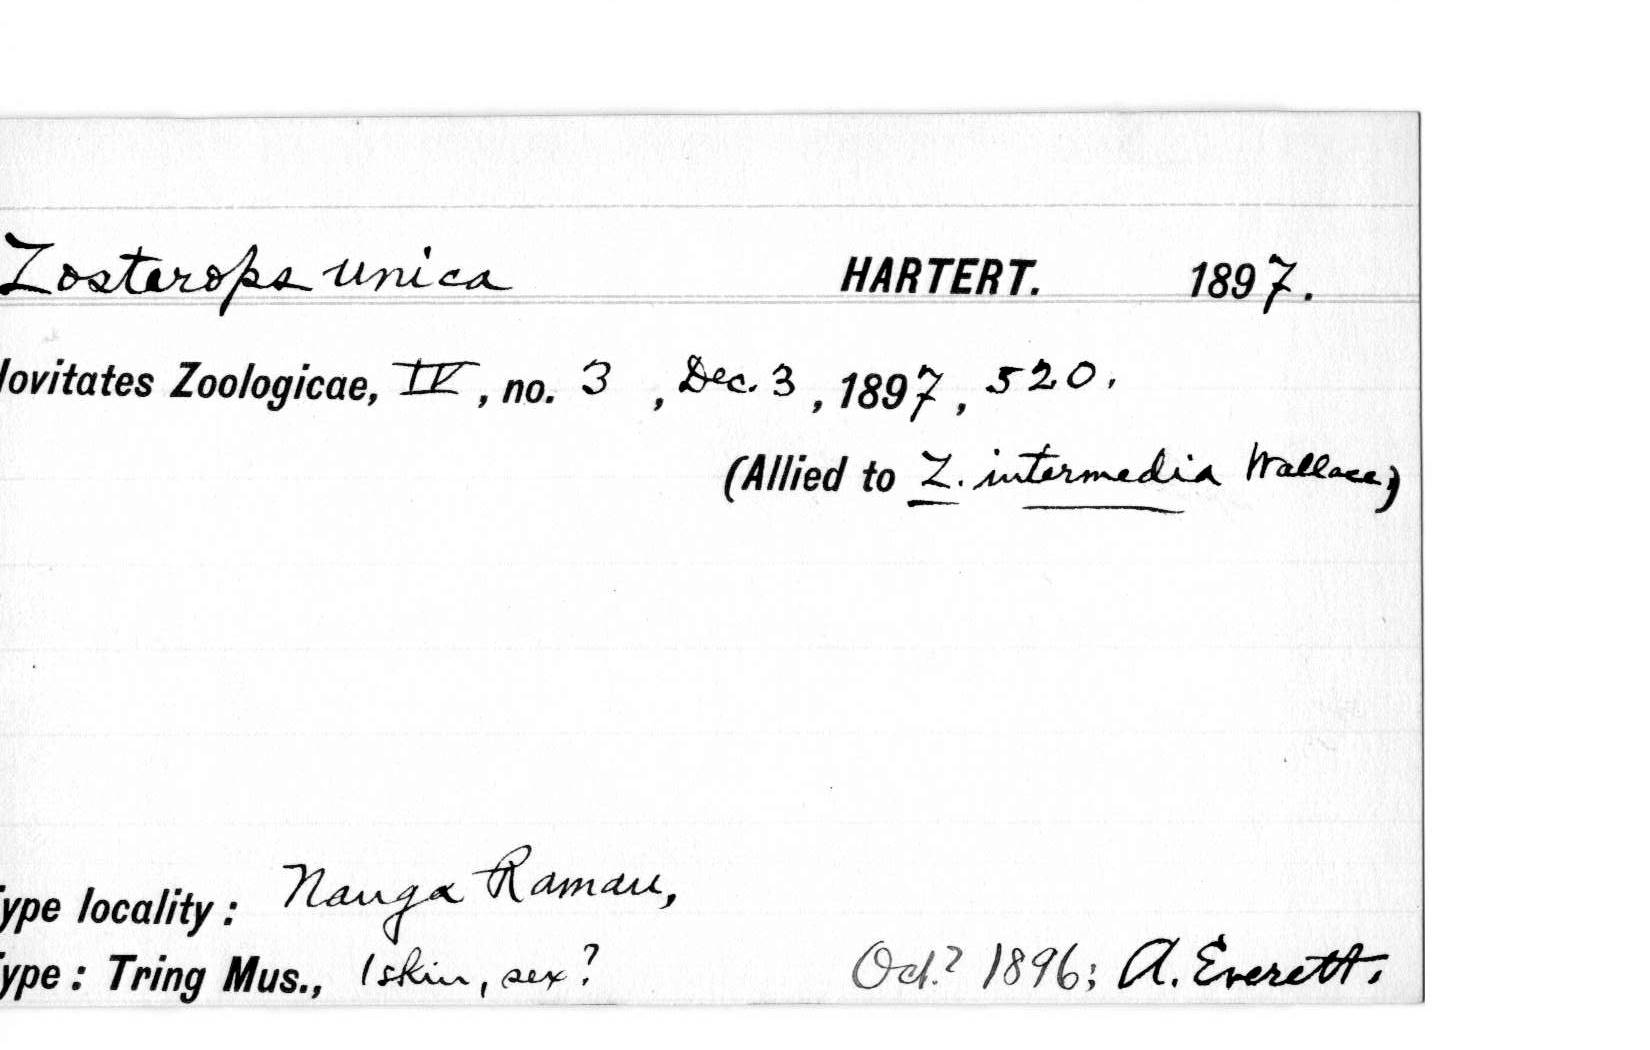 Zosterops unica HARTERT. 1897.
ovitates Zoologicae, IV, no. 3, Dec. 3, 1897, 520.
(Allied to Z. intermedia Wallace)
ype locality: Nanga Ramau,
ype: Tring Mus., 1 skin, sex? Oct.? 1896; A. Everett.